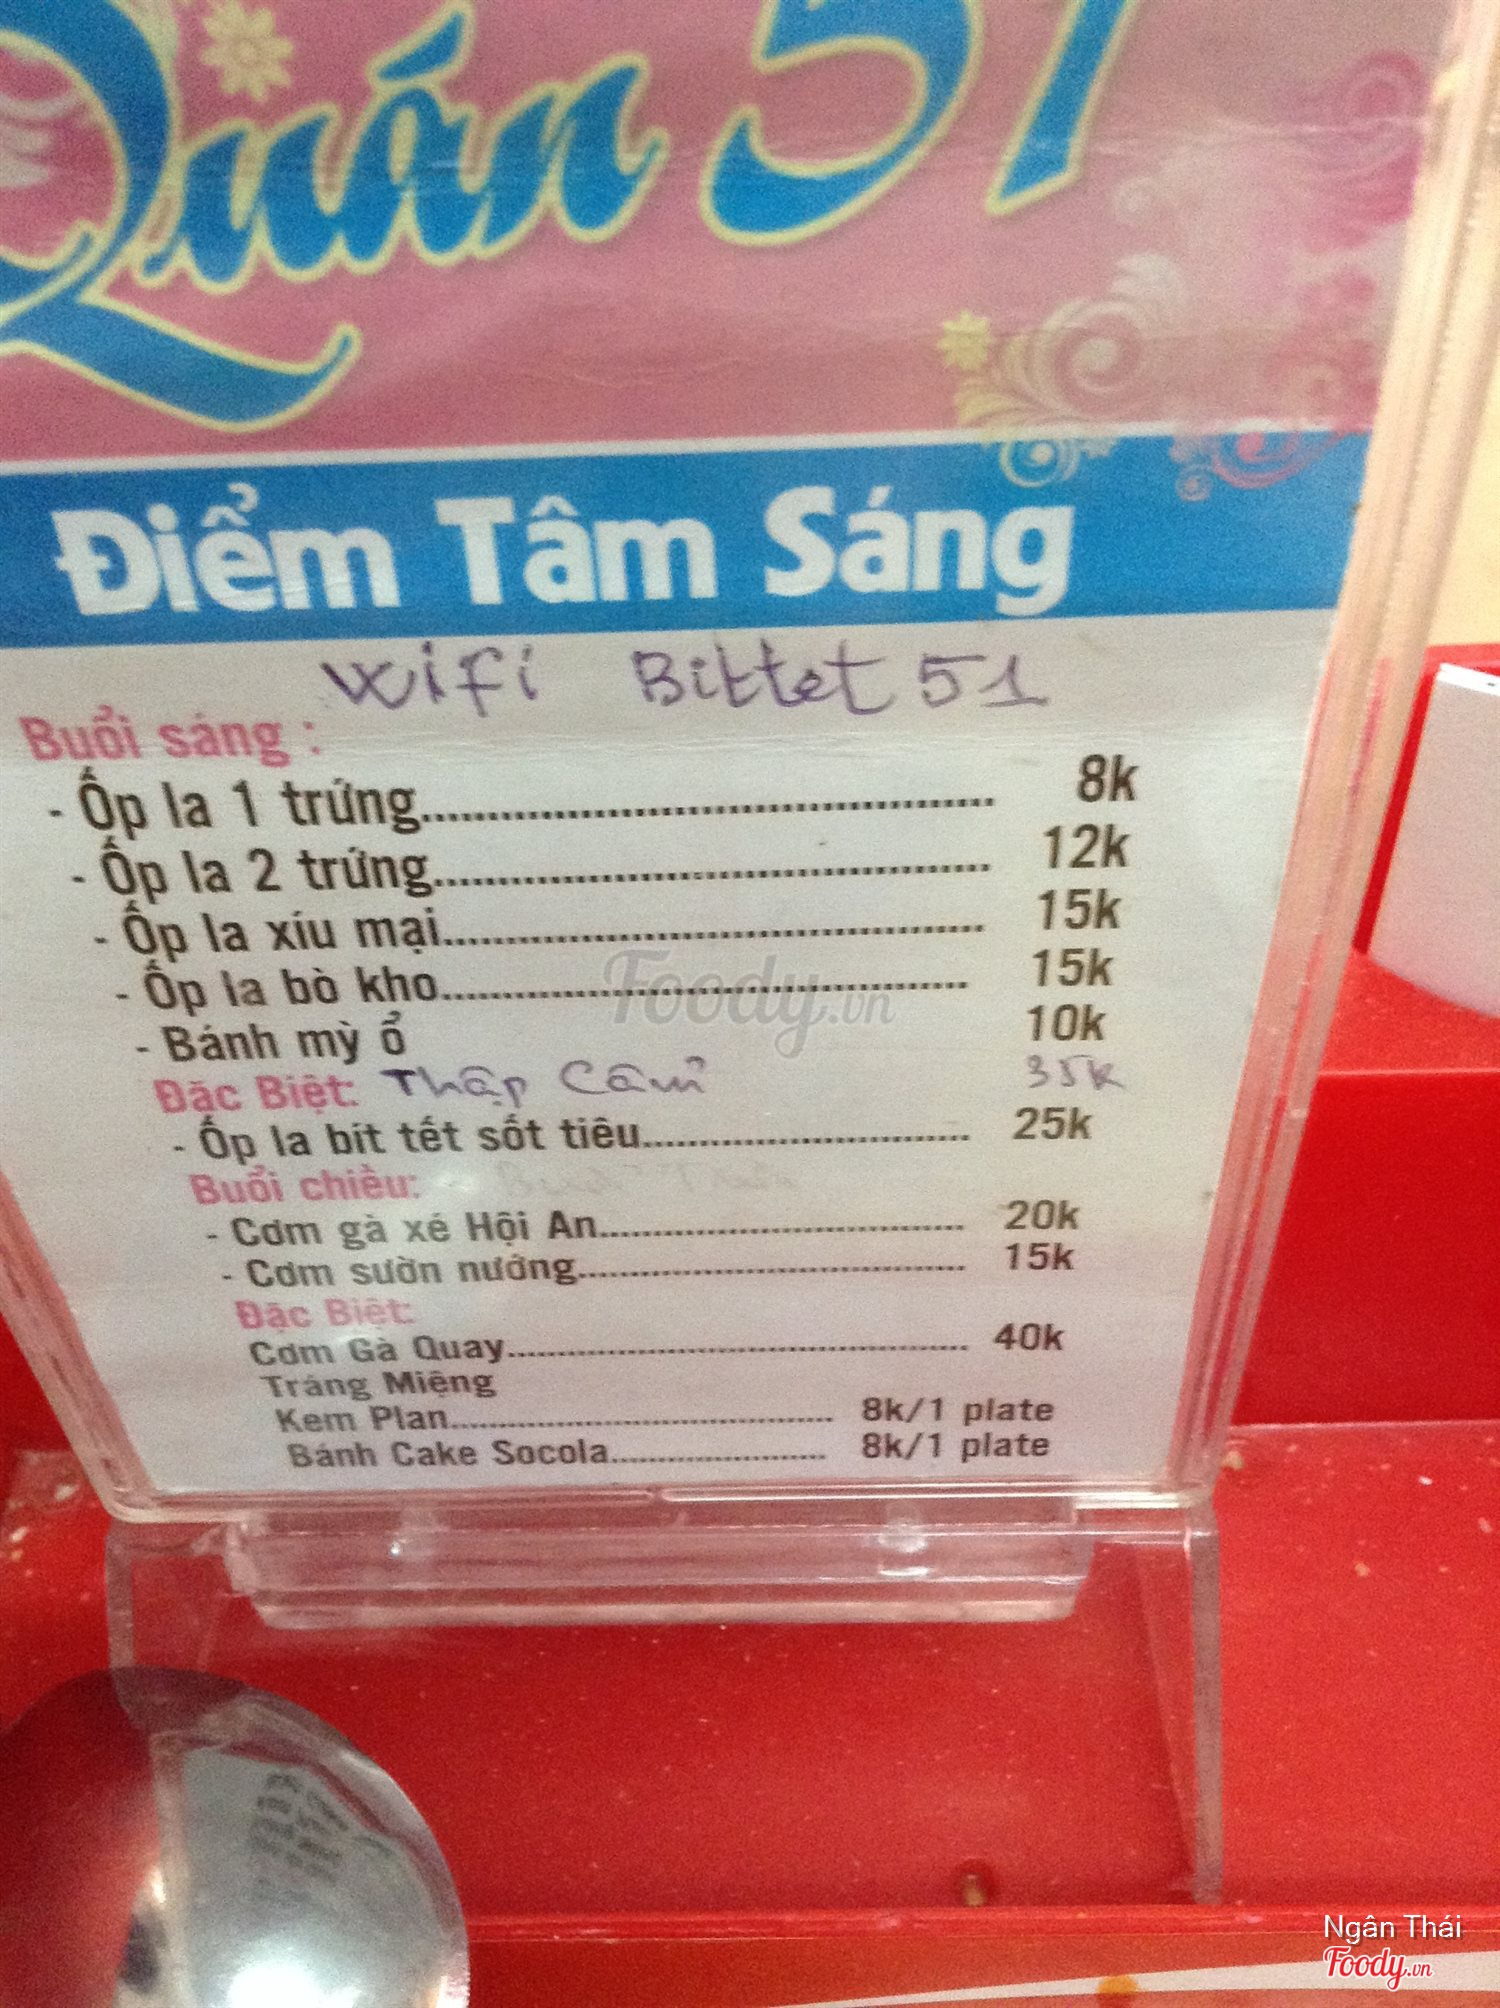 Quán 51
Điểm Tâm Sáng
Wifi Bittet 51
Buổi sáng :
- Ốp la 1 trứng............ 8k
- Ốp la 2 trứng............ 12k
- Ốp la xíu mại............ 15k
- Ốp la bò kho............ 15k
- Bánh mỳ ổ 10k
Đặc Biệt: Thập Cẩm 35k
- Ốp la bít tết sốt tiêu............ 25k
Buổi chiều:
- Cơm gà xé Hội An............ 20k
- Cơm sườn nướng............ 15k
Đặc Biệt:
Cơm Gà Quay............ 40k
Tráng Miệng
Kem Plan............ 8k/1 plate
Bánh Cake Socola............ 8k/1 plate
Foody.vn
Ngân Thái
Foody.vn